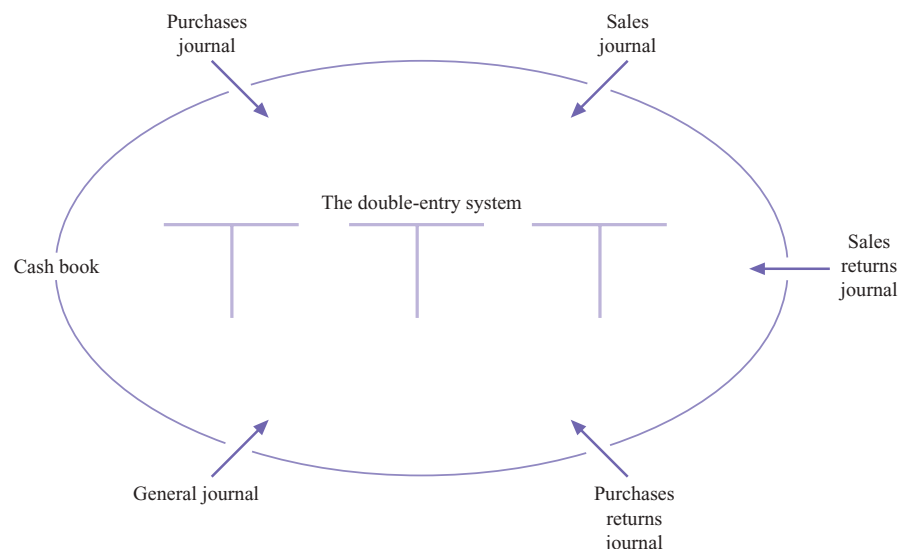 Purchases
journal
Sales
journal
The double-entry system
Cash book
Sales
returns
journal
General journal
Purchases
returns
journal